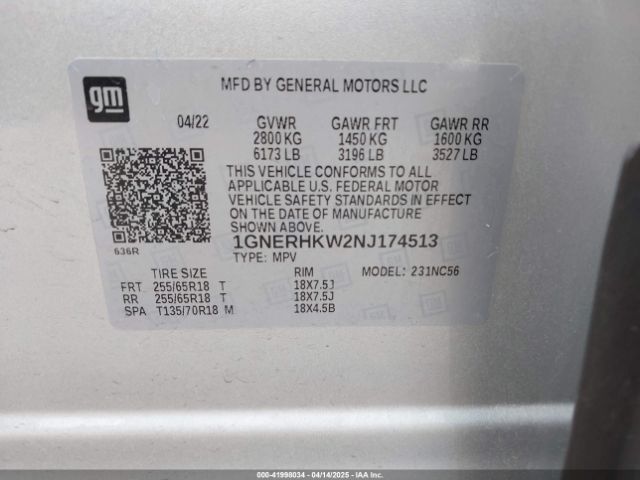 gm
MFD BY GENERAL MOTORS LLC
04/22 GVWR GAWR FRT GAWR RR
2800 KG 1450 KG 1600 KG
6173 LB 3196 LB 3527 LB
THIS VEHICLE CONFORMS TO ALL
APPLICABLE U.S. FEDERAL MOTOR
VEHICLE SAFETY STANDARDS IN EFFECT
ON THE DATE OF MANUFACTURE
SHOWN ABOVE.
1GNERHKW2NJ174513
636R
TYPE: MPV
TIRE SIZE RIM MODEL: 231NC56
FRT 255/65R18 T 18X7.5J
RR 255/65R18 T 18X7.5J
SPA T135/70R18 M 18X4.5B
000-41998034 - 04/14/2025 - IAA, Inc.